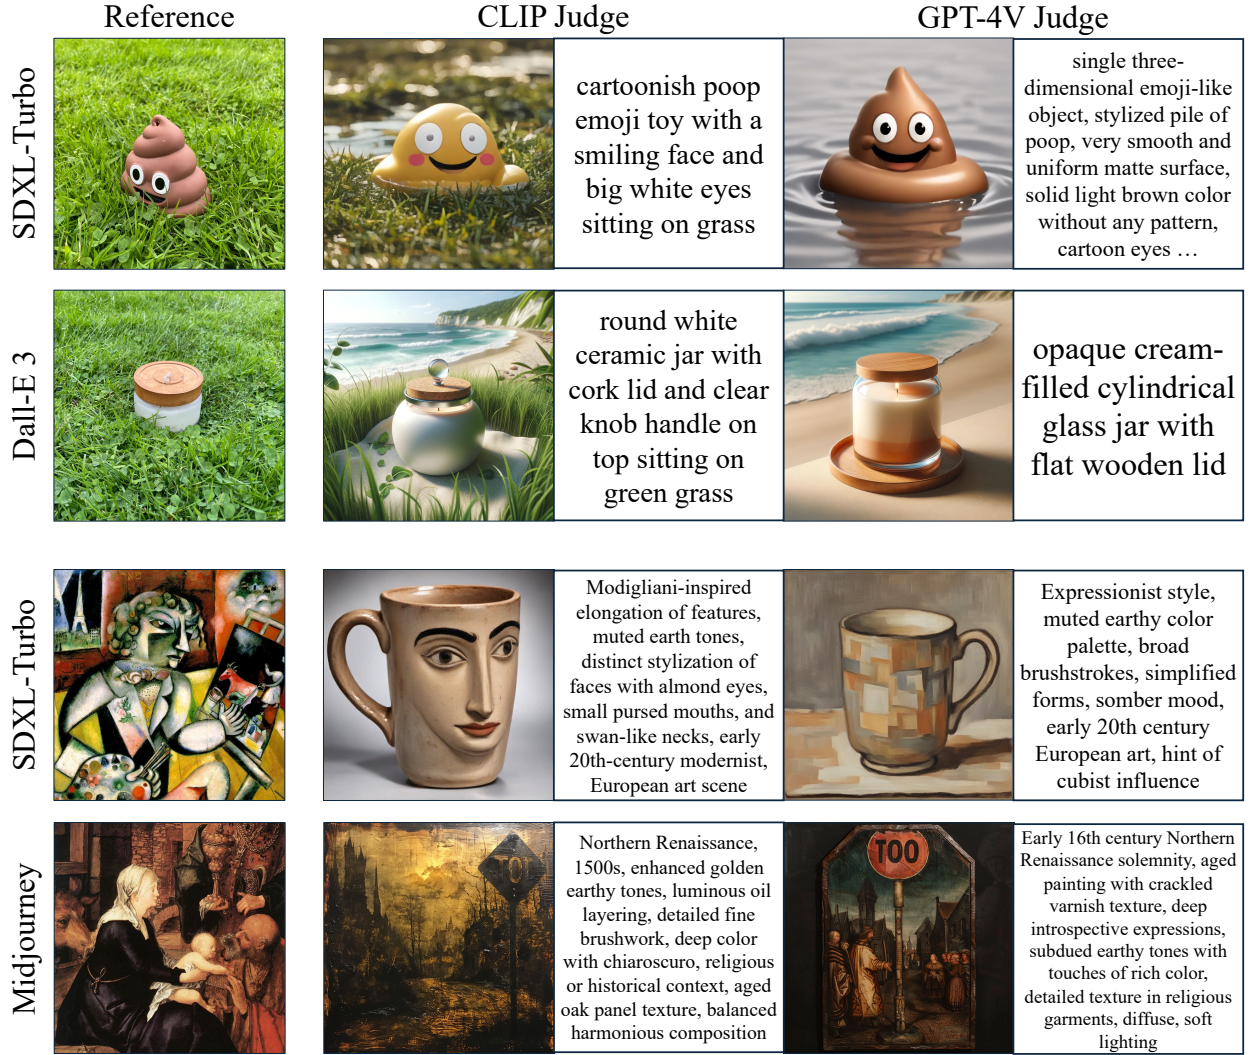 Reference
CLIP Judge
GPT-4V Judge
SDXL-Turbo
cartoonish poop
emoji toy with a
smiling face and
big white eyes
sitting on grass
single three-
dimensional emoji-like
object, stylized pile of
poop, very smooth and
uniform matte surface,
solid light brown color
without any pattern,
cartoon eyes …
Dall-E 3
round white
ceramic jar with
cork lid and clear
knob handle on
top sitting on
green grass
opaque cream-
filled cylindrical
glass jar with
flat wooden lid
SDXL-Turbo
Modigliani-inspired
elongation of features,
muted earth tones,
distinct stylization of
faces with almond eyes,
small pursed mouths, and
swan-like necks, early
20th-century modernist,
European art scene
Expressionist style,
muted earthy color
palette, broad
brushstrokes, simplified
forms, somber mood,
early 20th century
European art, hint of
cubist influence
Midjourney
Northern Renaissance,
1500s, enhanced golden
earthy tones, luminous oil
layering, detailed fine
brushwork, deep color
with chiaroscuro, religious
or historical context, aged
oak panel texture, balanced
harmonious composition
TOO
Early 16th century Northern
Renaissance solemnity, aged
painting with crackled
varnish texture, deep
introspective expressions,
subdued earthy tones with
touches of rich color,
detailed texture in religious
garments, diffuse, soft
lighting